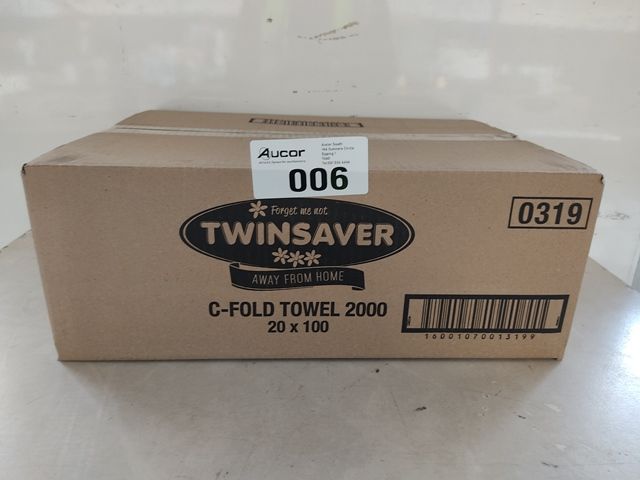 Aucor
006
Forget me not
TWINSAVER
AWAY FROM HOME
C-FOLD TOWEL 2000
20 x 100
0319
16001070013199